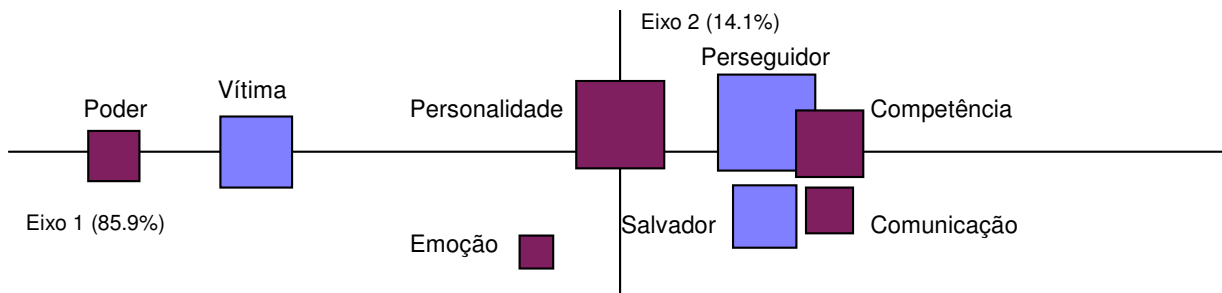 Eixo 2 (14.1%)
Perseguidor
Vítima
Poder
Personalidade
Competência
Eixo 1 (85.9%)
Salvador
Comunicação
Emoção